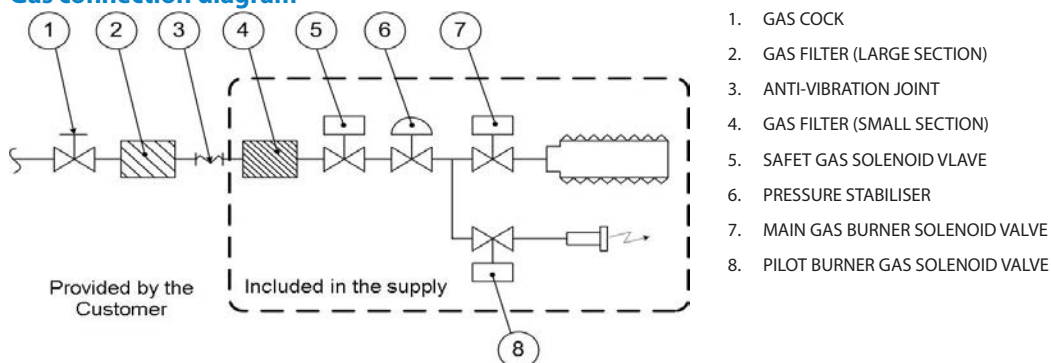 Gas connection diagram
1 2 3 4 5 6 7
Provided by the
Customer
Included in the supply
8
1. GAS COCK
2. GAS FILTER (LARGE SECTION)
3. ANTI-VIBRATION JOINT
4. GAS FILTER (SMALL SECTION)
5. SAFET GAS SOLENOID VLAVE
6. PRESSURE STABILISER
7. MAIN GAS BURNER SOLENOID VALVE
8. PILOT BURNER GAS SOLENOID VALVE